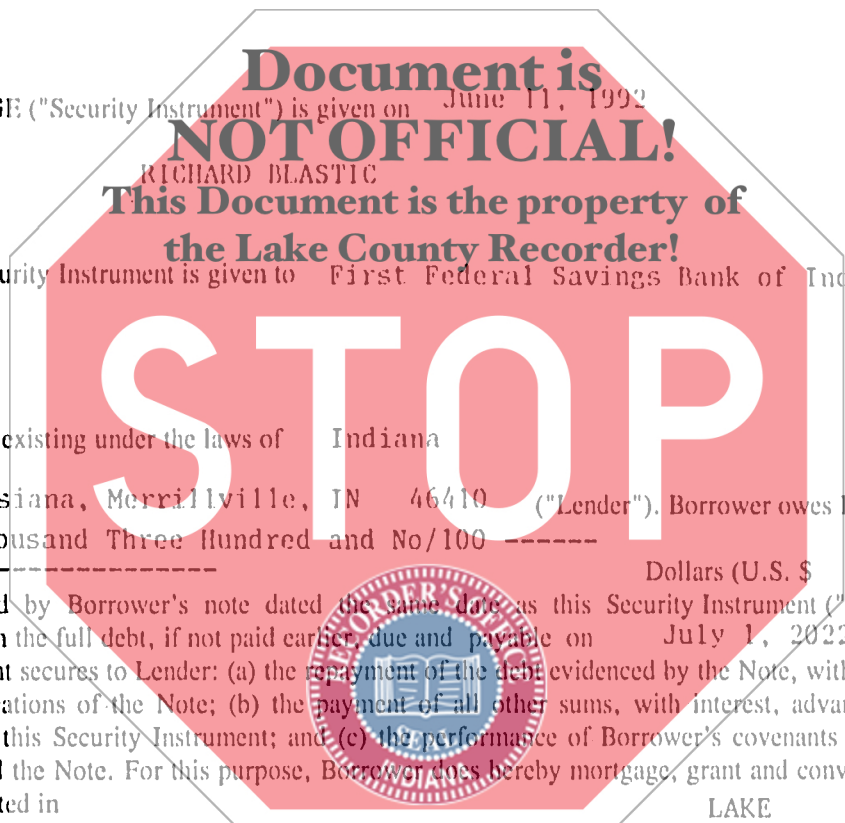 Document is
GE ("Security Instrument") is given on June 11, 1992
NOT OFFICIAL!
RICHARD BLASTIC
This Document is the property of
the Lake County Recorder!
urity Instrument is given to First Federal Savings Bank of Ind
STOP
existing under the laws of Indiana
siana, Merrillville, IN 46410 ("Lender"). Borrower owes
ousand Three Hundred and No/100 ------
---------------
Dollars (U.S. $
d by Borrower's note dated the same date as this Security Instrument ("
n the full debt, if not paid earlier, due and payable on July 1, 2022
nt secures to Lender: (a) the repayment of the debt evidenced by the Note, with
ations of the Note; (b) the payment of all other sums, with interest, advan
this Security Instrument; and (c) the performance of Borrower's covenants
d the Note. For this purpose, Borrower does hereby mortgage, grant and conv
ted in LAKE
RECORDER'S OFFICE
SEAL
INDIANA